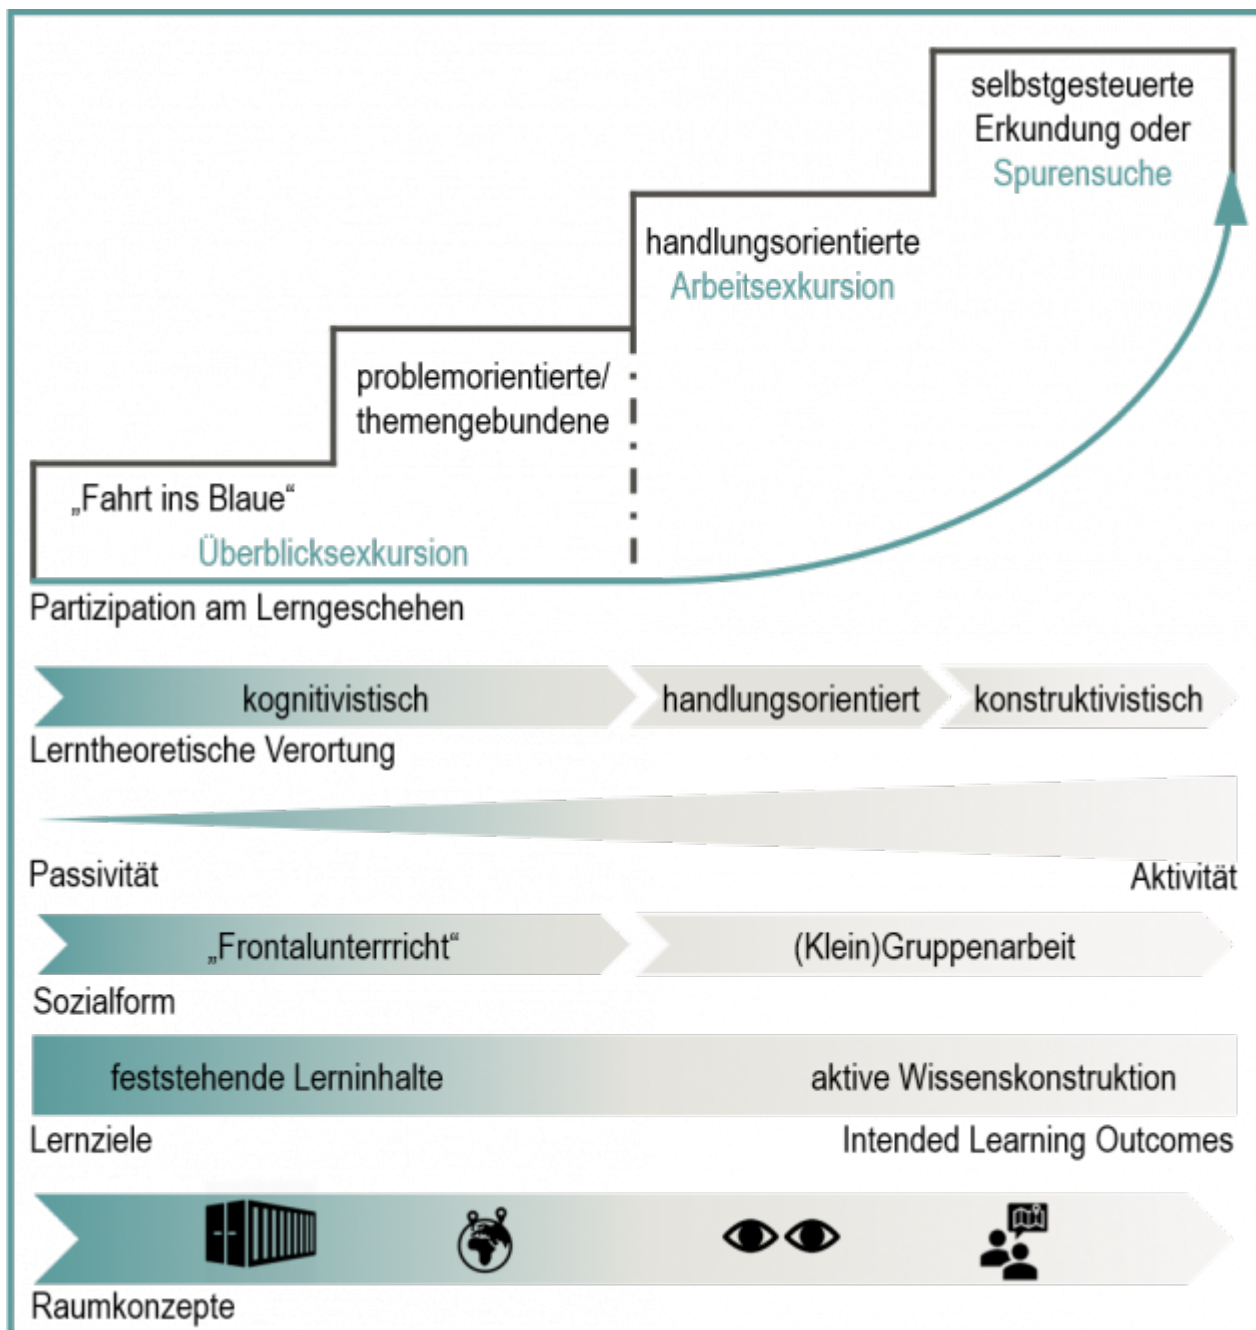 selbstgesteuerte
Erkundung oder
Spurensuche
handlungsorientierte
Arbeitsexkursion
problemorientierte/
themengebundene
„Fahrt ins Blaue“
Überblicksexkursion
Partizipation am Lerngeschehen
kognitivistisch
handlungsorientiert
konstruktivistisch
Lerntheoretische Verortung
Passivität
Aktivität
„Frontalunterrricht“
(Klein)Gruppenarbeit
Sozialform
feststehende Lerninhalte
aktive Wissenskonstruktion
Lernziele
Intended Learning Outcomes
Raumkonzepte